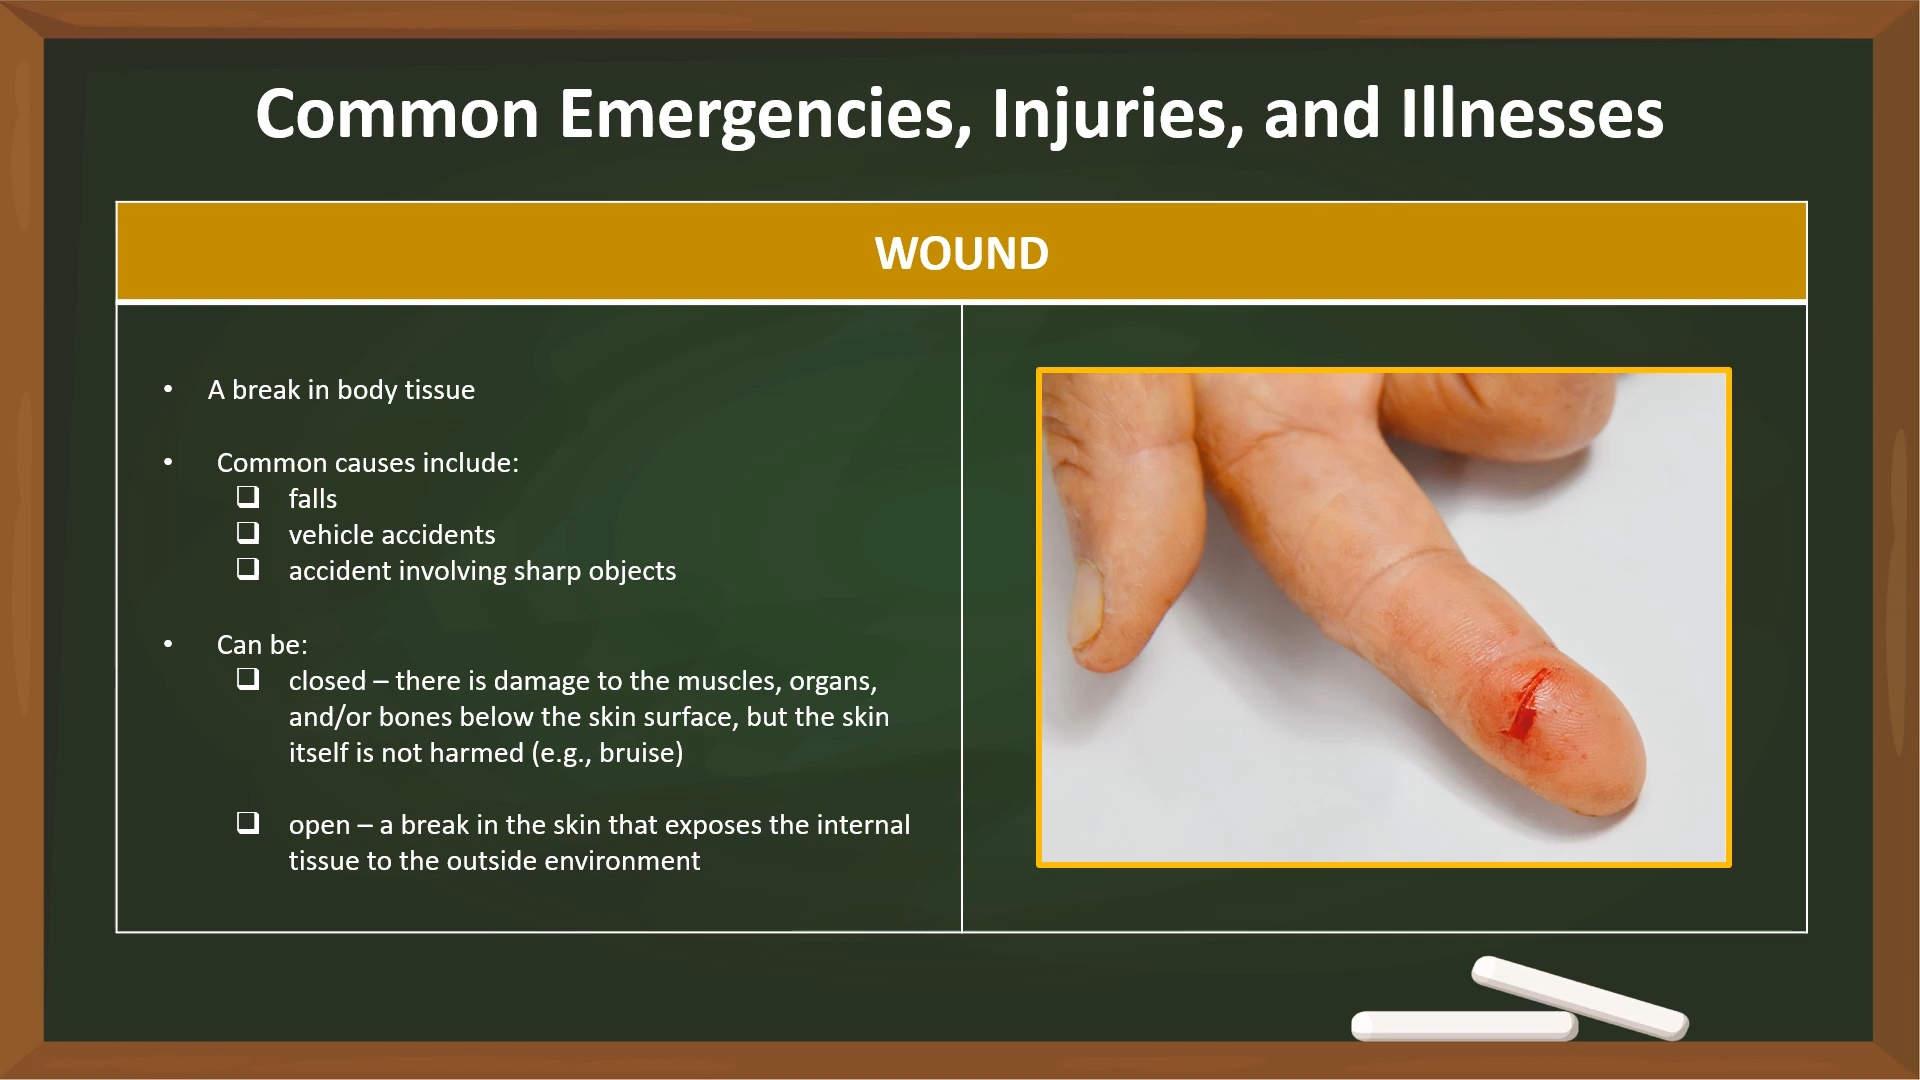 Common Emergencies, Injuries, and Illnesses
WOUND
• A break in body tissue
• Common causes include:
❑ falls
❑ vehicle accidents
❑ accident involving sharp objects
• Can be:
❑ closed – there is damage to the muscles, organs,
and/or bones below the skin surface, but the skin
itself is not harmed (e.g., bruise)
❑ open – a break in the skin that exposes the internal
tissue to the outside environment